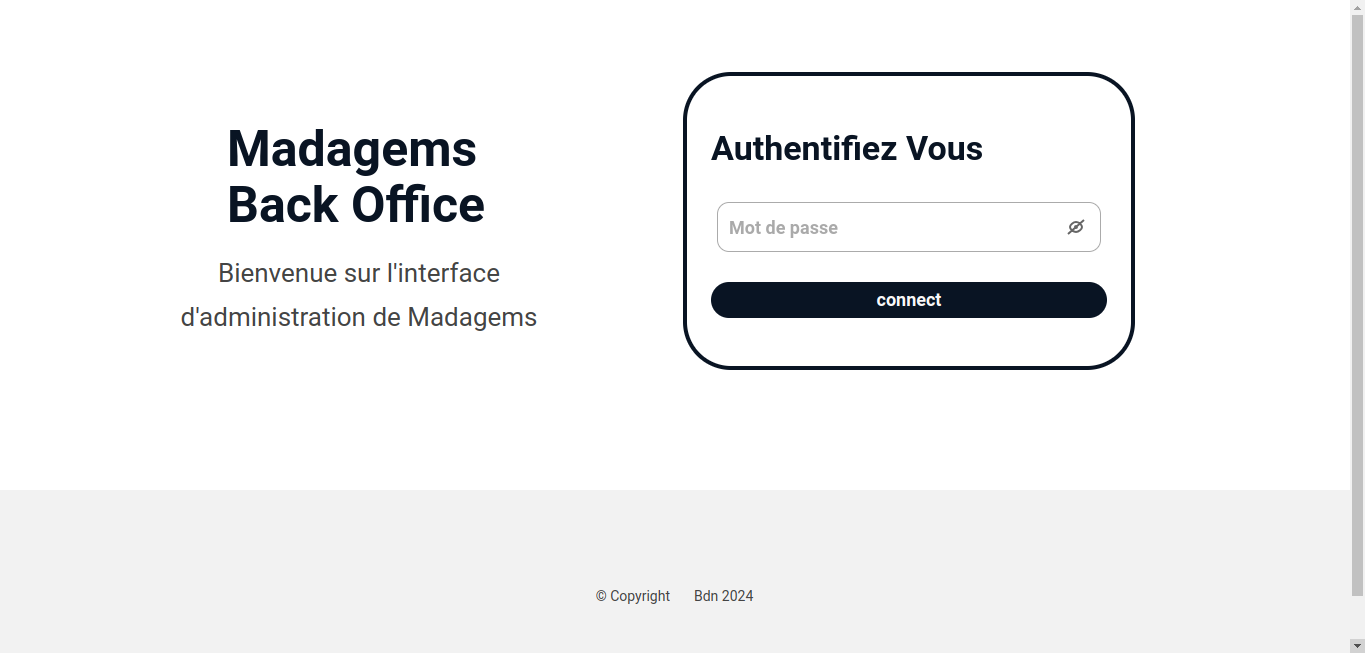 Madagems
Back Office
Bienvenue sur l'interface
d'administration de Madagems
Authentifiez Vous
Mot de passe
connect
© Copyright Bdn 2024